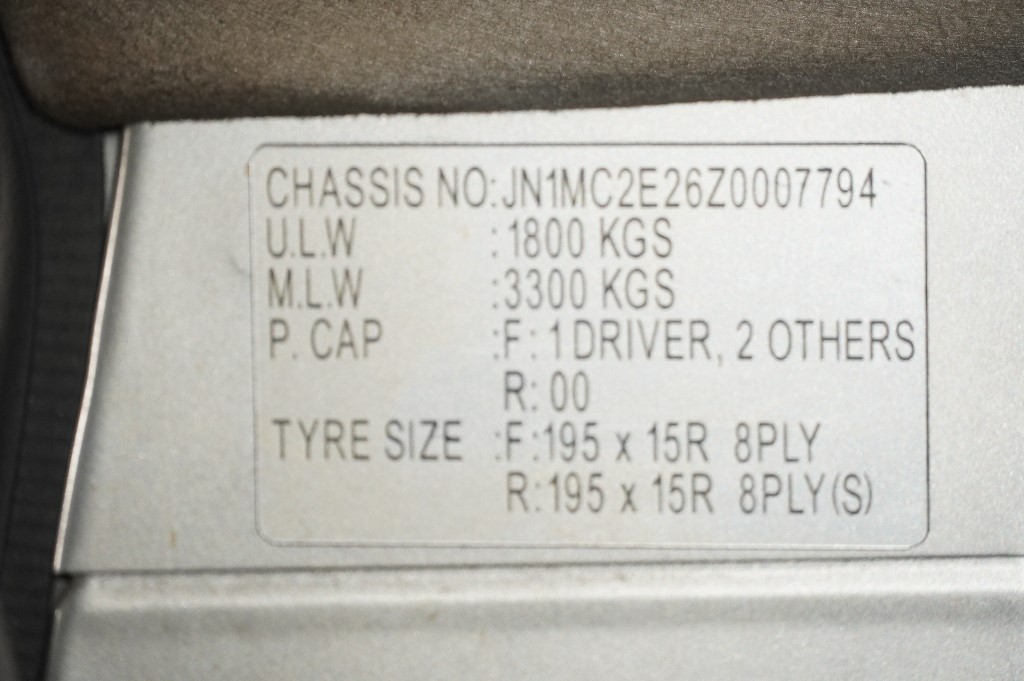 CHASSIS NO:JN1MC2E26Z0007794
U.L.W :1800 KGS
M.L.W :3300 KGS
P. CAP :F: 1 DRIVER, 2 OTHERS
R: 00
TYRE SIZE :F:195 x 15R 8PLY
R:195 x 15R 8PLY(S)